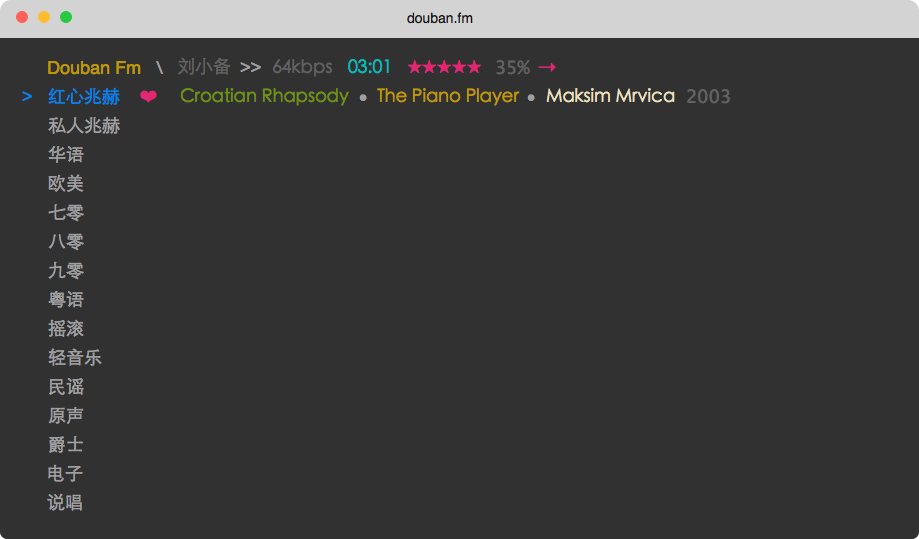 douban.fm
Douban Fm \ 刘小备 >> 64kbps 03:01 ★★★★★ 35% →
> 红心兆赫 ❤ Croatian Rhapsody • The Piano Player • Maksim Mrvica 2003
私人兆赫
华语
欧美
七零
八零
九零
粤语
摇滚
轻音乐
民谣
原声
爵士
电子
说唱